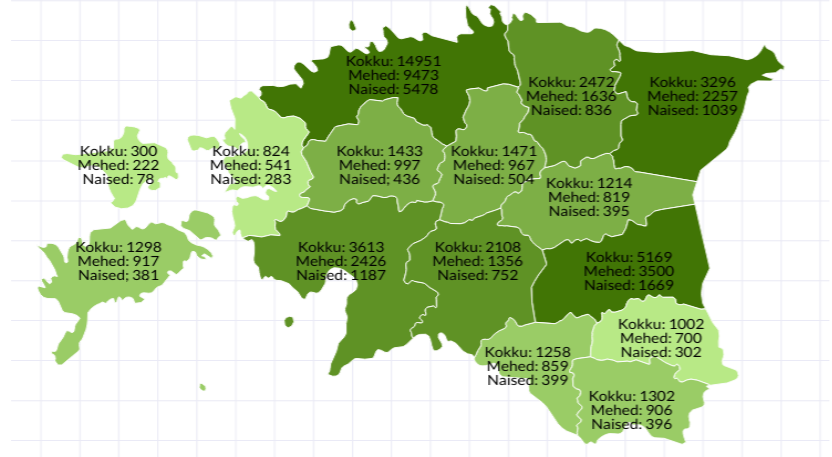 Kokku: 14951
Mehed: 9473
Naised: 5478
Kokku: 2472
Mehed: 1636
Naised: 836
Kokku: 3296
Mehed: 2257
Naised: 1039
Kokku: 300
Mehed: 222
Naised: 78
Kokku: 824
Mehed: 541
Naised: 283
Kokku: 1433
Mehed: 997
Naised; 436
Kokku: 1471
Mehed: 967
Naised: 504
Kokku: 1214
Mehed: 819
Naised: 395
Kokku: 1298
Mehed: 917
Naised; 381
Kokku: 3613
Mehed: 2426
Naised: 1187
Kokku: 2108
Mehed: 1356
Naised: 752
Kokku: 5169
Mehed: 3500
Naised: 1669
Kokku: 1002
Mehed: 700
Naised: 302
Kokku: 1258
Mehed: 859
Naised: 399
Kokku: 1302
Mehed: 906
Naised: 396